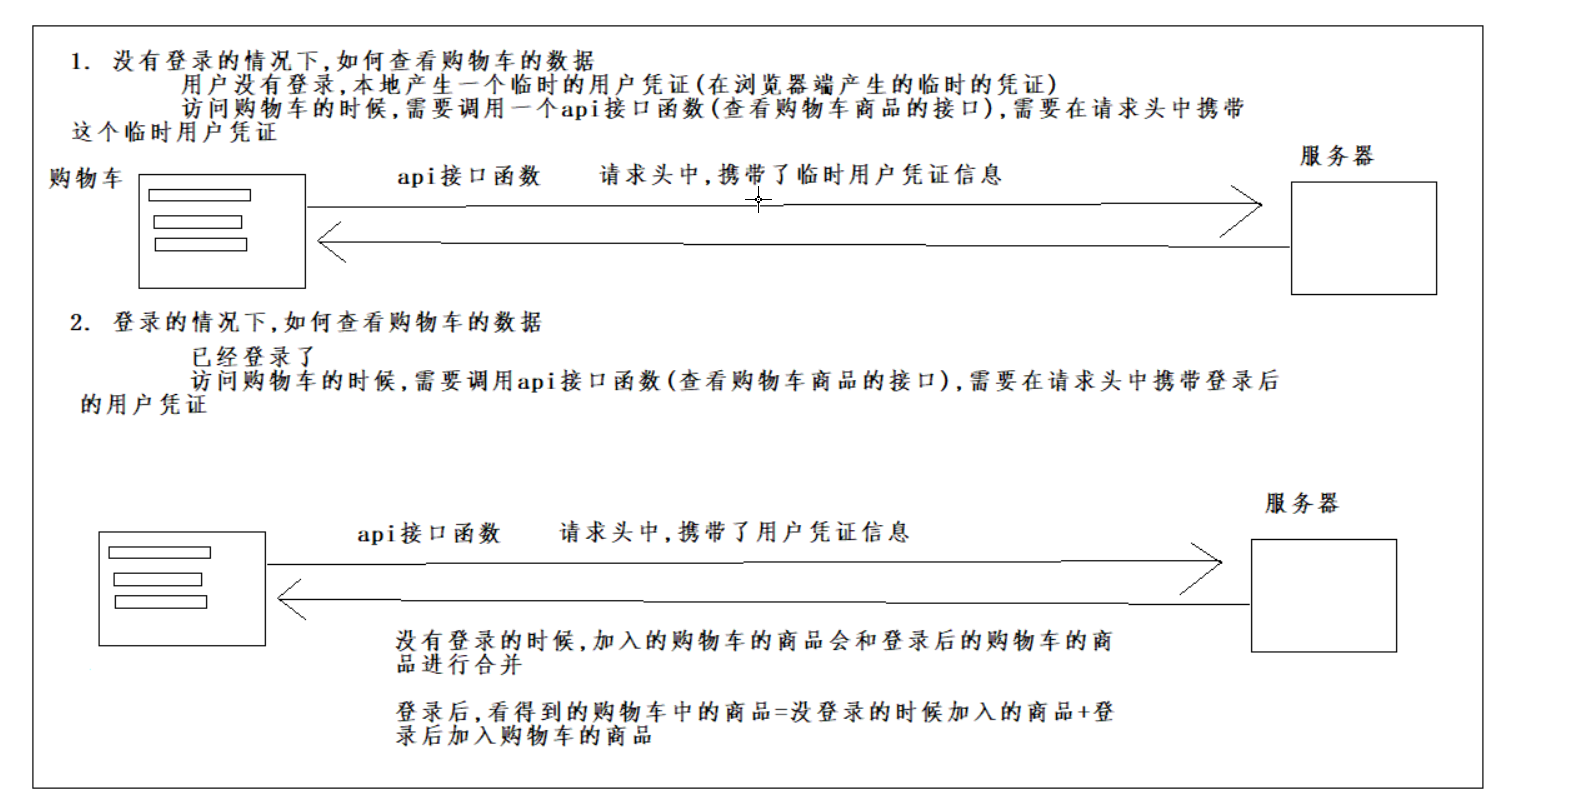 1. 没有登录的情况下,如何查看购物车的数据
用户没有登录,本地产生一个临时的用户凭证(在浏览器端产生的临时的凭证)
访问购物车的时候,需要调用一个api接口函数(查看购物车商品的接口),需要在请求头中携带
这个临时用户凭证
服务器
购物车
api接口函数 请求头中,携带了临时用户凭证信息
2. 登录的情况下,如何查看购物车的数据
已经登录了
访问购物车的时候,需要调用api接口函数(查看购物车商品的接口),需要在请求头中携带登录后
的用户凭证
服务器
api接口函数 请求头中,携带了用户凭证信息
没有登录的时候,加入的购物车的商品会和登录后的购物车的商
品进行合并
登录后,看得到的购物车中的商品=没登录的时候加入的商品+登
录后加入购物车的商品